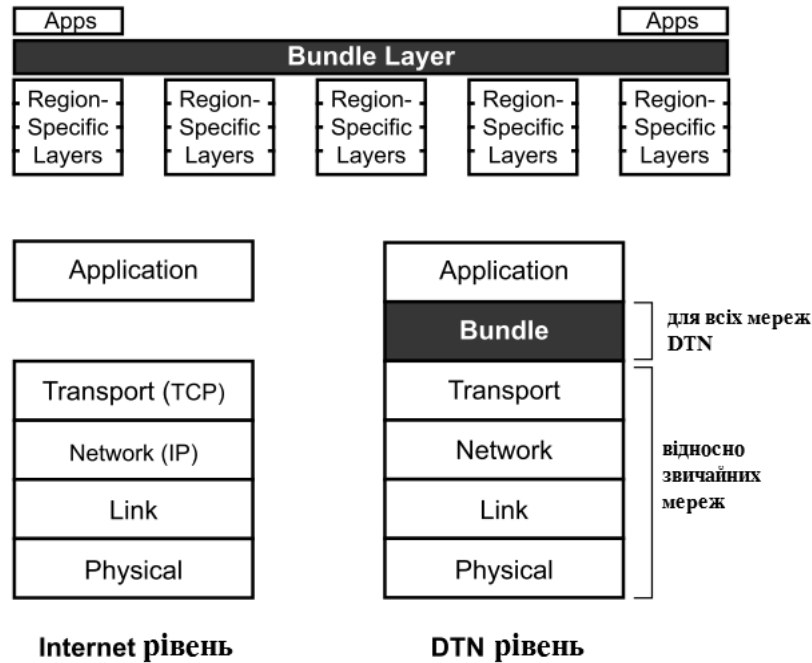 Apps
Apps
Bundle Layer
Region-
Specific
Layers
Region-
Specific
Layers
Region-
Specific
Layers
Region-
Specific
Layers
Region-
Specific
Layers
Application
Transport (TCP)
Network (IP)
Link
Physical
Internet рівень
Application
Bundle
Transport
Network
Link
Physical
DTN рівень
для всіх мереж
DTN
відносно
звичайних
мереж